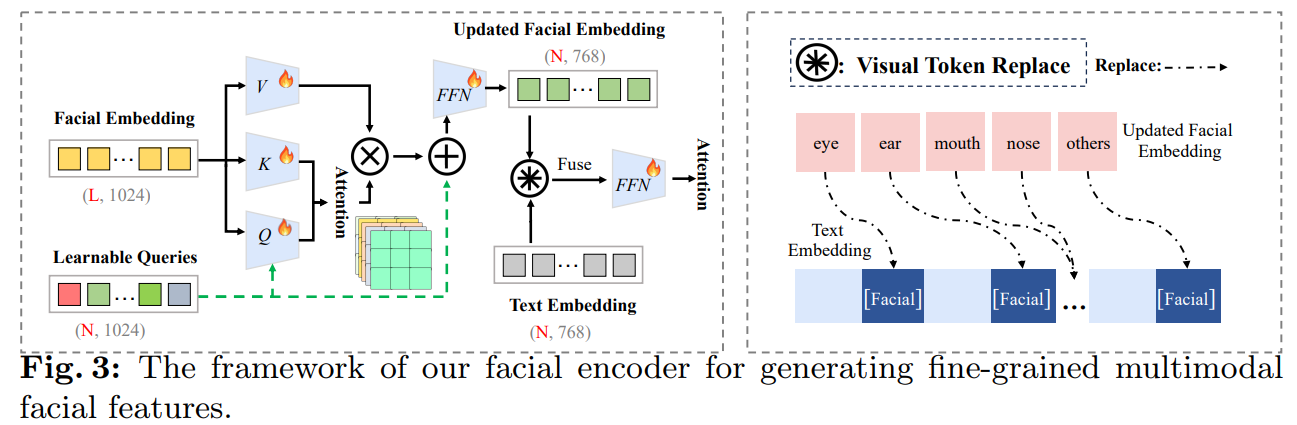 Updated Facial Embedding
(N, 768)
V
FFN
Facial Embedding
K
(L, 1024)
Attention
Q
Learnable Queries
(N, 1024)
Fuse
FFN
Attention
Text Embedding
(N, 768)
: Visual Token Replace
Replace:
eye ear mouth nose others
Updated Facial
Embedding
Text
Embedding
[Facial] [Facial] ... [Facial]
Fig. 3: The framework of our facial encoder for generating fine-grained multimodal
facial features.